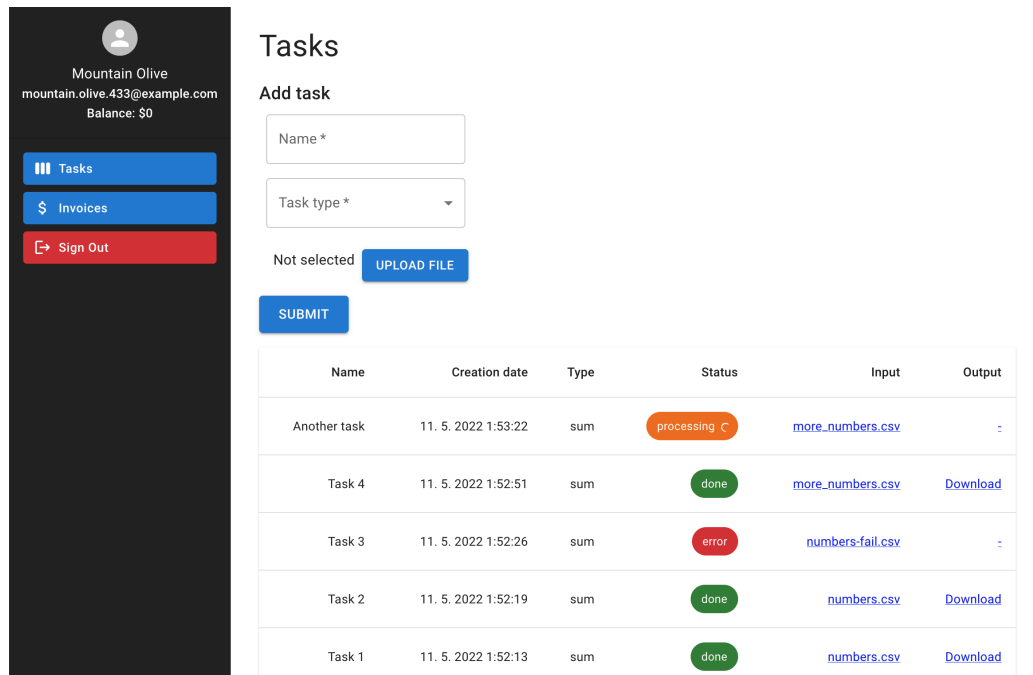 Mountain Olive
mountain.olive.433@example.com
Balance: $0
Tasks
Invoices
Sign Out
Tasks
Add task
Name *
Task type *
Not selected UPLOAD FILE
SUBMIT
Name Creation date Type Status Input Output
Another task 11. 5. 2022 1:53:22 sum processing more_numbers.csv -
Task 4 11. 5. 2022 1:52:51 sum done more_numbers.csv Download
Task 3 11. 5. 2022 1:52:26 sum error numbers-fail.csv -
Task 2 11. 5. 2022 1:52:19 sum done numbers.csv Download
Task 1 11. 5. 2022 1:52:13 sum done numbers.csv Download